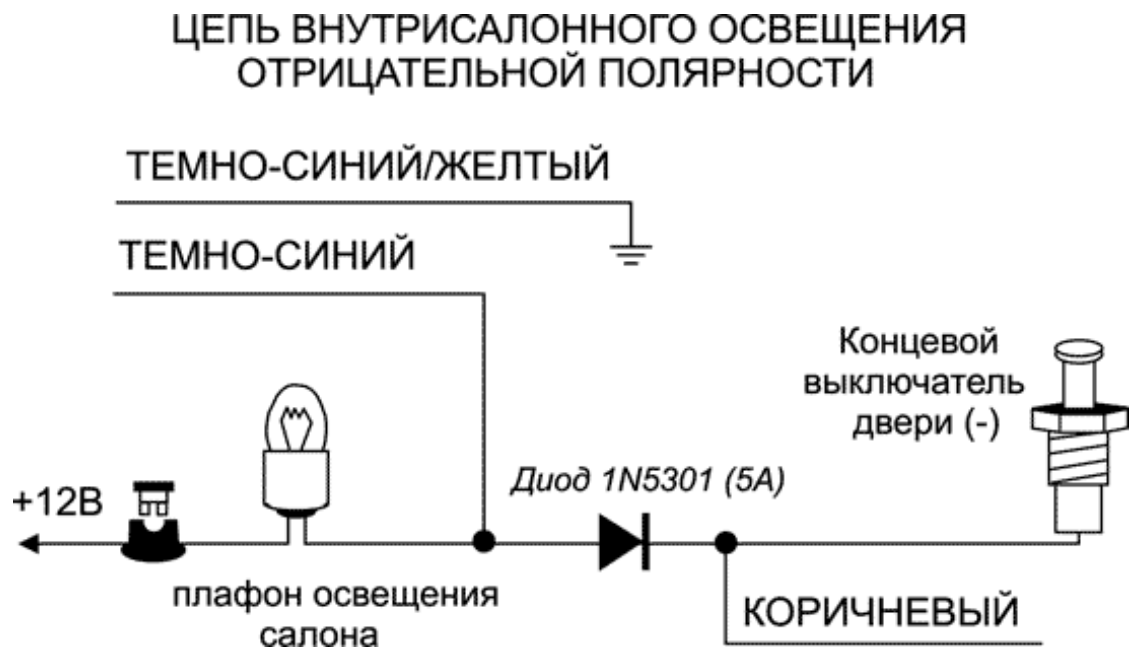 ЦЕПЬ ВНУТРИСАЛОННОГО ОСВЕЩЕНИЯ
ОТРИЦАТЕЛЬНОЙ ПОЛЯРНОСТИ
ТЕМНО-СИНИЙ/ЖЕЛТЫЙ
ТЕМНО-СИНИЙ
Концевой
выключатель
двери (-)
Диод 1N5301 (5А)
+12В
плафон освещения
салона
КОРИЧНЕВЫЙ